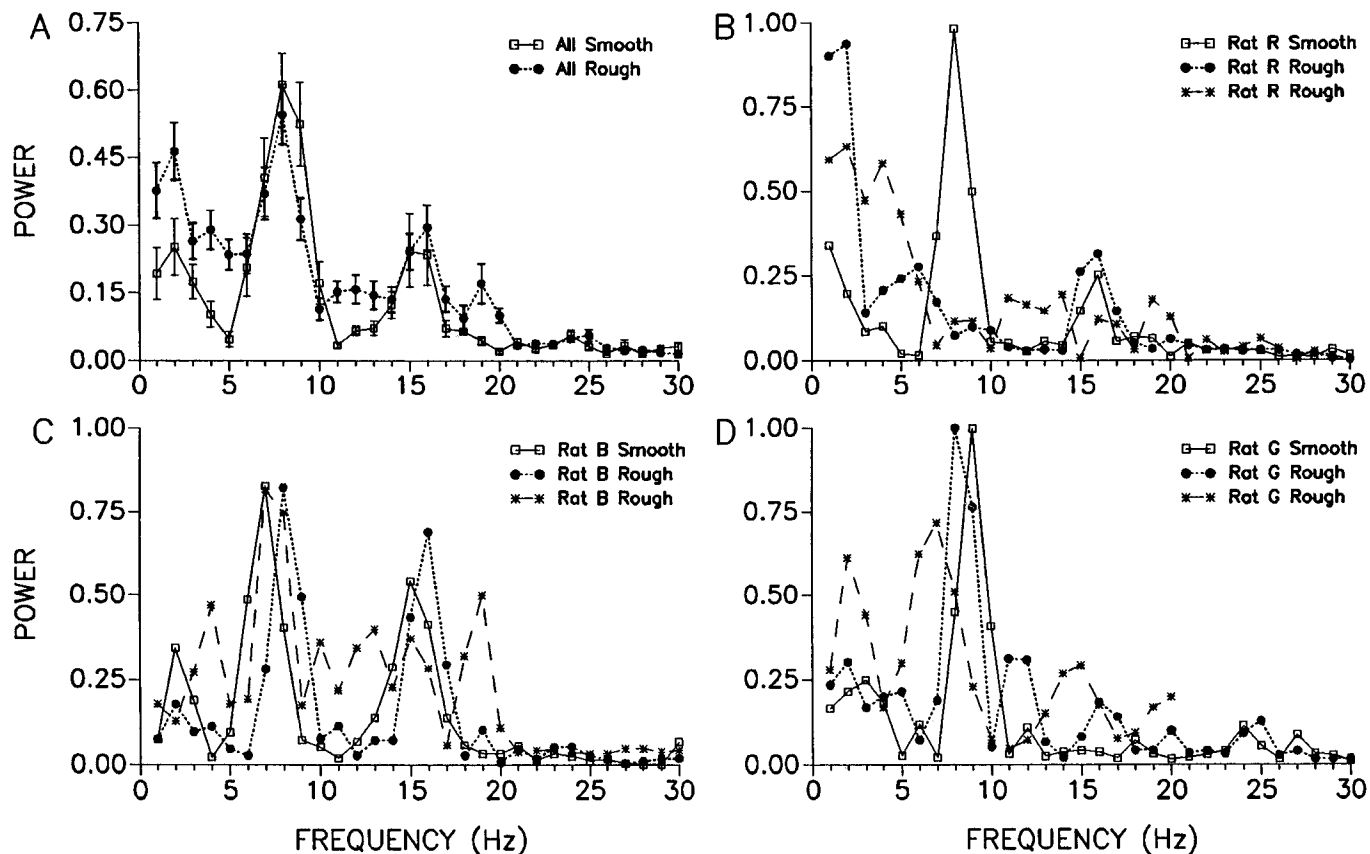 A
0.75
0.60
0.45
0.30
0.15
0.00
POWER
0 5 10 15 20 25 30
All Smooth
All Rough
B
1.00
0.75
0.50
0.25
0.00
0 5 10 15 20 25 30
Rat R Smooth
Rat R Rough
Rat R Rough
C
1.00
0.75
0.50
0.25
0.00
POWER
0 5 10 15 20 25 30
FREQUENCY (Hz)
Rat B Smooth
Rat B Rough
Rat B Rough
D
1.00
0.75
0.50
0.25
0.00
0 5 10 15 20 25 30
FREQUENCY (Hz)
Rat G Smooth
Rat G Rough
Rat G Rough